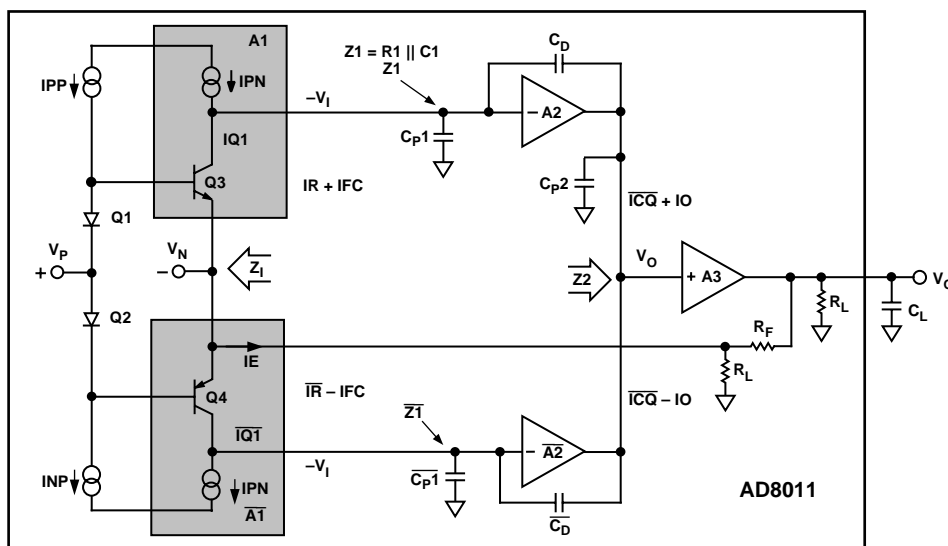 A1
IPP
IPN
IQ1
Q3
–VI
Z1 = R1 || C1
Z1
CP1
CD
– A2
CP2
IR + IFC
ICQ + IO
Q1
VP
+
VN
–
ZI
Z2
VO
+ A3
VO
RL
CL
RF
RL
Q2
IE
Q4
IR – IFC
ICQ – IO
IQ1
Z1
–VI
CP1
– A2
CD
INP
IPN
A1
AD8011